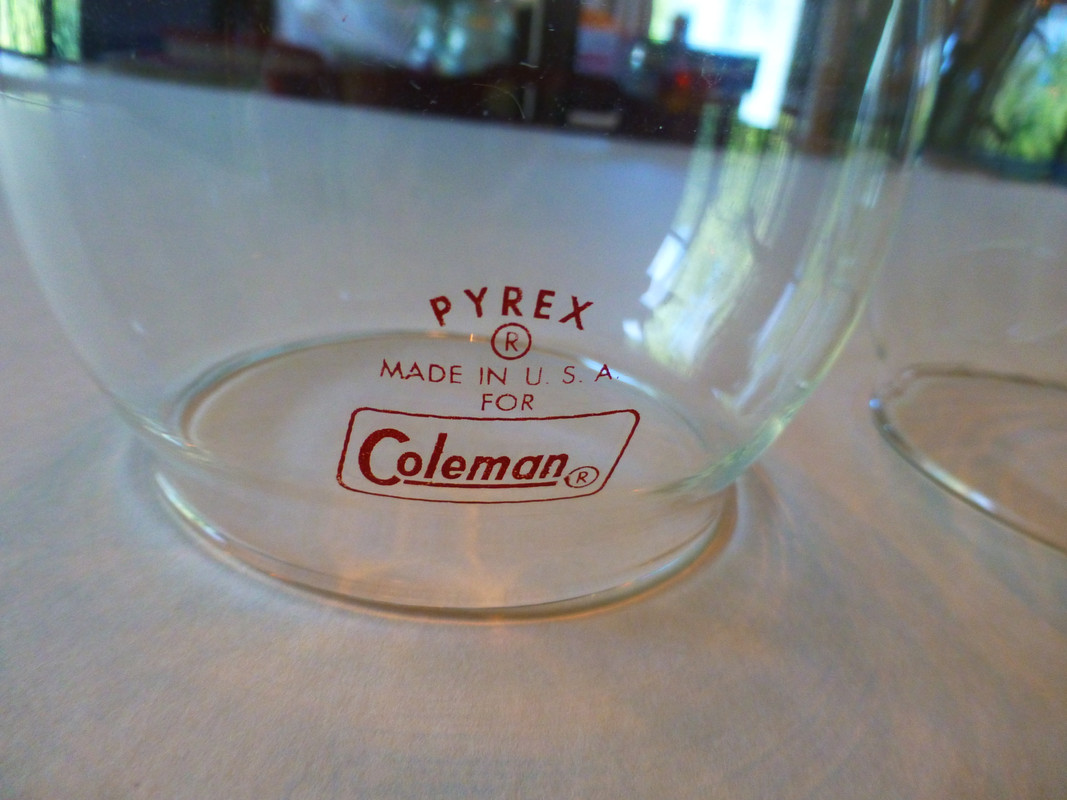 PYREX
®
MADE IN U. S. A.
FOR
Coleman®